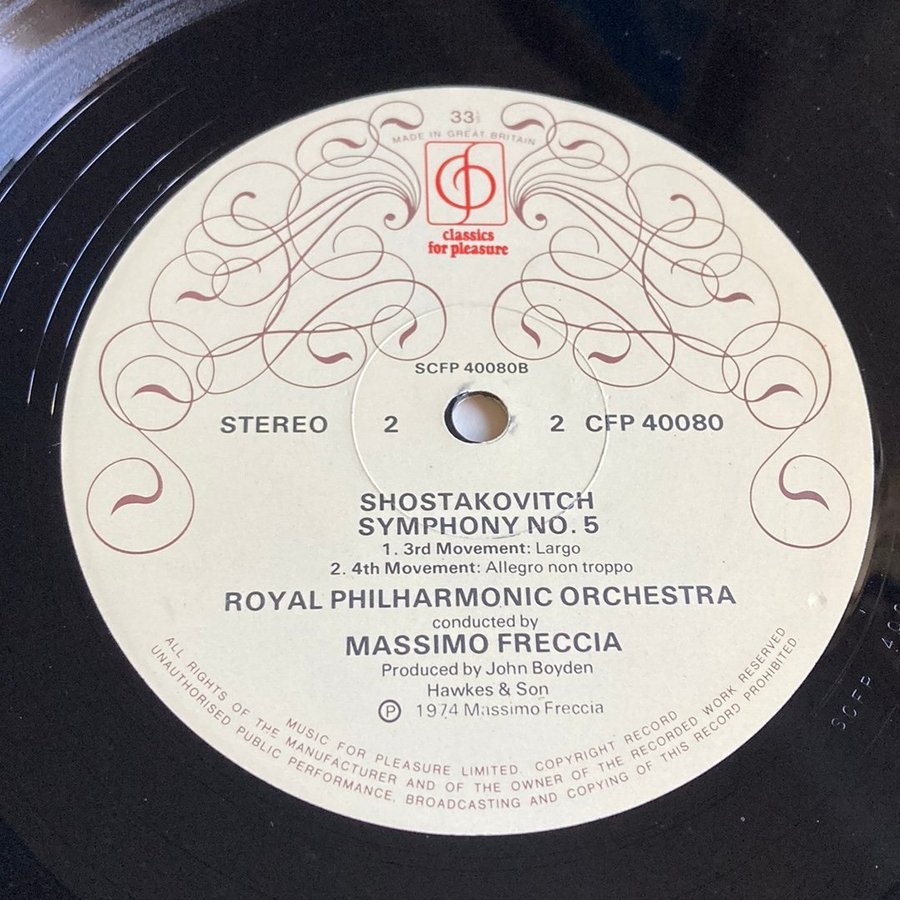 33⅓
MADE IN GREAT BRITAIN
classics
for pleasure
SCFP 40080B
STEREO 2 2 CFP 40080
SHOSTAKOVITCH
SYMPHONY NO. 5
1. 3rd Movement: Largo
2. 4th Movement: Allegro non troppo
ROYAL PHILHARMONIC ORCHESTRA
conducted by
MASSIMO FRECCIA
Produced by John Boyden
Hawkes & Son
Ⓟ 1974 Massimo Freccia
MUSIC FOR PLEASURE LIMITED. COPYRIGHT RECORD
ALL RIGHTS OF THE MANUFACTURER AND OF THE OWNER OF THE RECORDED WORK RESERVED
UNAUTHORISED PUBLIC PERFORMANCE, BROADCASTING AND COPYING OF THIS RECORD PROHIBITED
SCFP